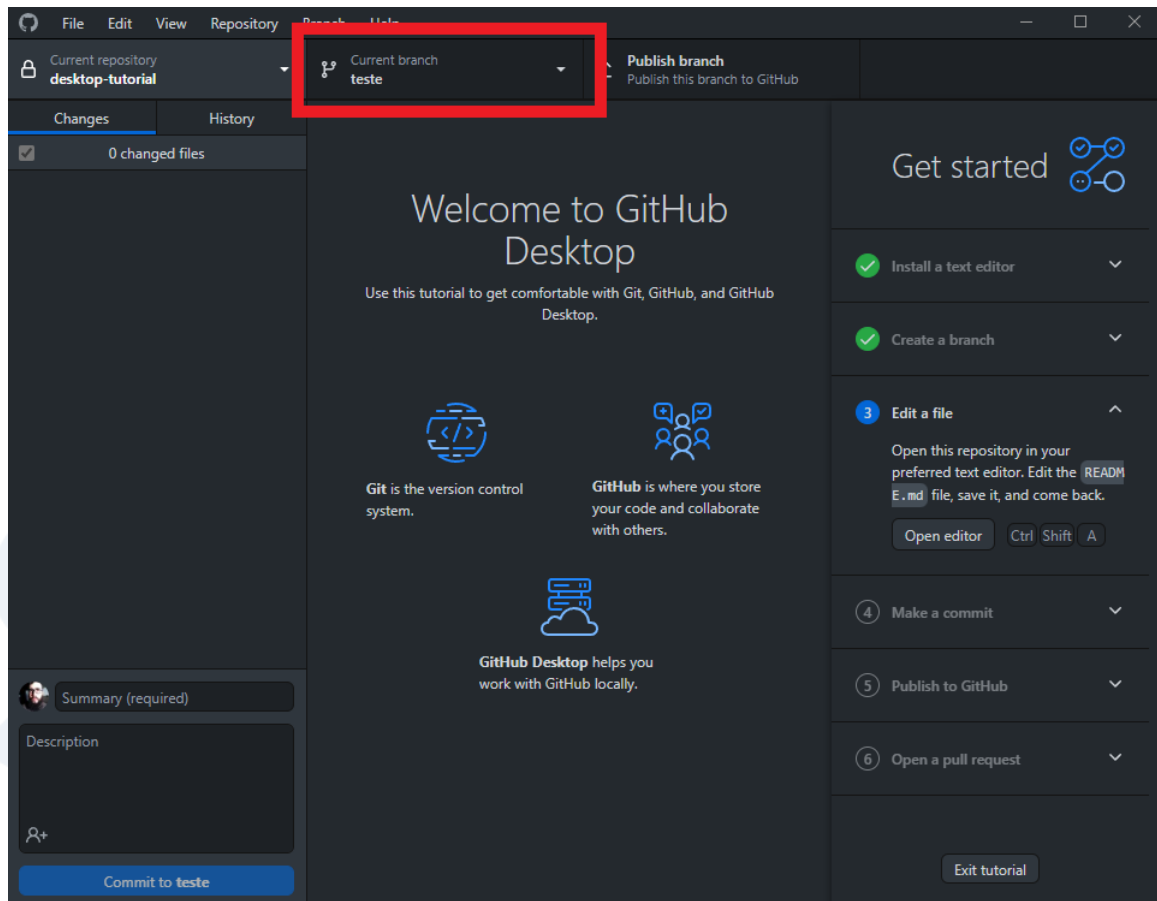 File Edit View Repository Branch Help
Current repository
desktop-tutorial
Current branch
teste
Publish branch
Publish this branch to GitHub
Changes History
0 changed files
Welcome to GitHub
Desktop
Use this tutorial to get comfortable with Git, GitHub, and GitHub
Desktop.
Git is the version control
system.
GitHub is where you store
your code and collaborate
with others.
GitHub Desktop helps you
work with GitHub locally.
Get started
Install a text editor
Create a branch
3 Edit a file
Open this repository in your
preferred text editor. Edit the READM
E.md file, save it, and come back.
Open editor Ctrl Shift A
4 Make a commit
5 Publish to GitHub
6 Open a pull request
Exit tutorial
Summary (required)
Description
Commit to teste